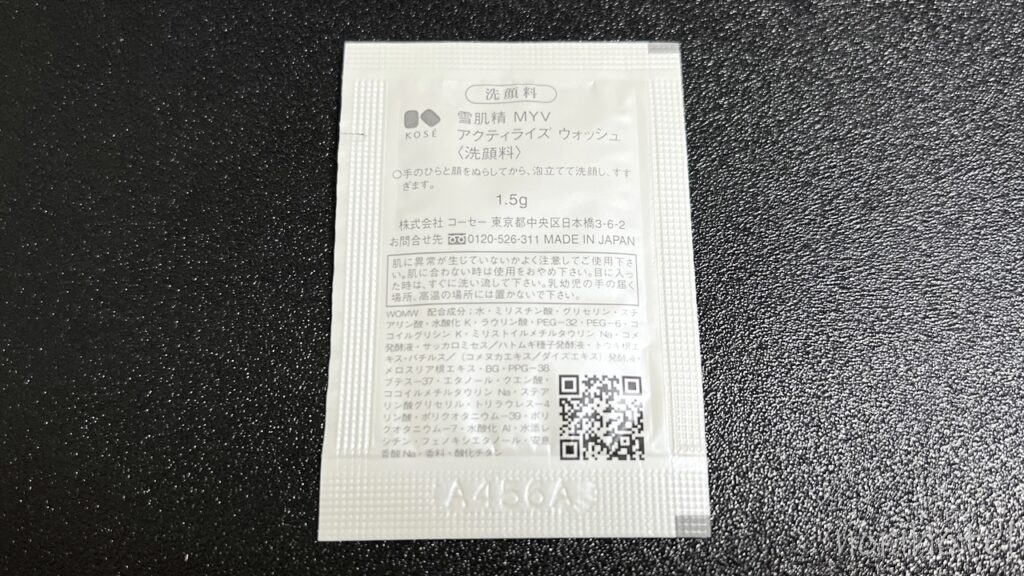 洗顔料
KOSÉ
雪肌精 MYV
アクティライズ ウォッシュ
〈洗顔料〉
○手のひらと顔をぬらしてから、泡立てて洗顔し、すす
ぎます。
1.5g
株式会社 コーセー 東京都中央区日本橋3-6-2
お問合せ先 0120-526-311 MADE IN JAPAN
肌に異常が生じていないかよく注意してご使用下さ
い。肌に合わない時は使用をおやめ下さい。目に入っ
た時は、すぐに洗い流して下さい。乳幼児の手の届く
場所、高温の場所には置かないで下さい。
WOMW 配合成分:水・ミリスチン酸・グリセリン・ステ
アリン酸・水酸化 K・ラウリン酸・PEG-32・PEG-6・コ
コイルグリシン K・ミリストイルメチルタウリン Na・コメ
発酵液・サッカロミセス/ハトムギ種子発酵液・トウキ根エ
キス・バチルス/(コメヌカエキス/ダイズエキス)発酵液・
メロスリア根エキス・BG・PPG-38
ブテス-37・エタノール・クエン酸・
ココイルメチルタウリン Na・ステア
リン酸グリセリル・トリラウレス-4
リン酸・ポリクオタニウム-39・ポリ
クオタニウム-7・水酸化 Al・水添レ
シチン・フェノキシエタノール・安息
香酸Na・香料・酸化チタン
A456A